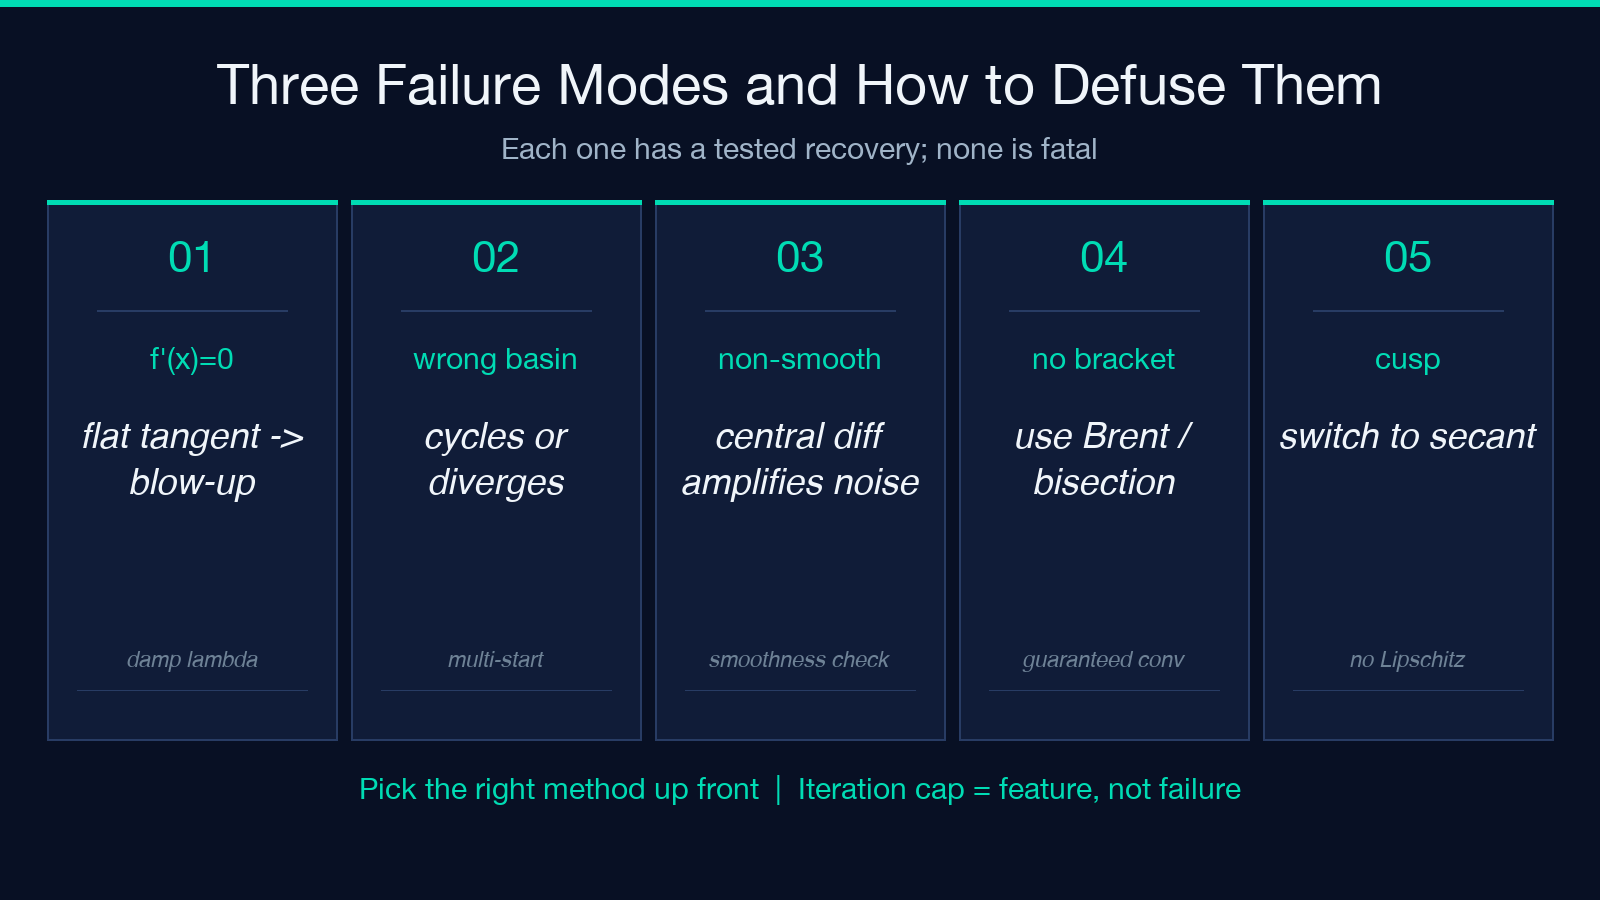 Three Failure Modes and How to Defuse Them
Each one has a tested recovery; none is fatal
01
f'(x)=0
flat tangent ->
blow-up
damp lambda
02
wrong basin
cycles or
diverges
multi-start
03
non-smooth
central diff
amplifies noise
smoothness check
04
no bracket
use Brent /
bisection
guaranteed conv
05
cusp
switch to secant
no Lipschitz
Pick the right method up front | Iteration cap = feature, not failure